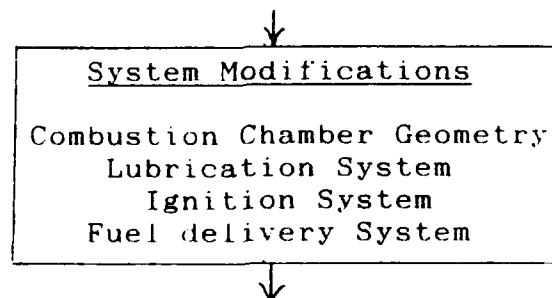 System Modifications
Combustion Chamber Geometry
Lubrication System
Ignition System
Fuel delivery System